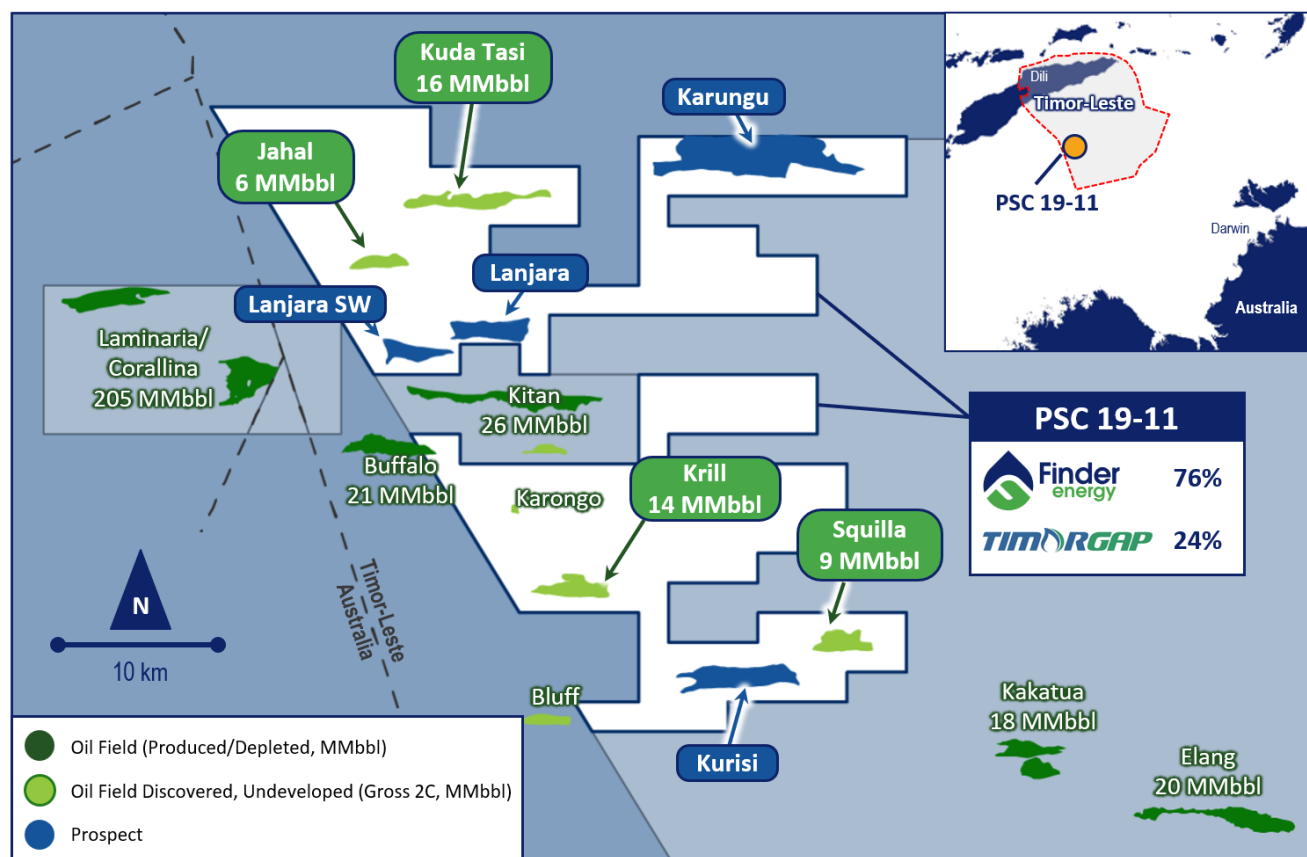 Kuda Tasi
16 MMbbl
Karungu
Jahal
6 MMbbl
Lanjara
Lanjara SW
Laminaria/
Corallina
205 MMbbl
Kitan
26 MMbbl
Buffalo
21 MMbbl
Karongo
Krill
14 MMbbl
Squilla
9 MMbbl
Bluff
Kurisi
Kakatua
18 MMbbl
Elang
20 MMbbl
Timor-Leste
Australia
N
10 km
Dili
Timor-Leste
PSC 19-11
Darwin
Australia
PSC 19-11
Finder
energy
76%
TIMORGAP
24%
Oil Field (Produced/Depleted, MMbbl)
Oil Field Discovered, Undeveloped (Gross 2C, MMbbl)
Prospect